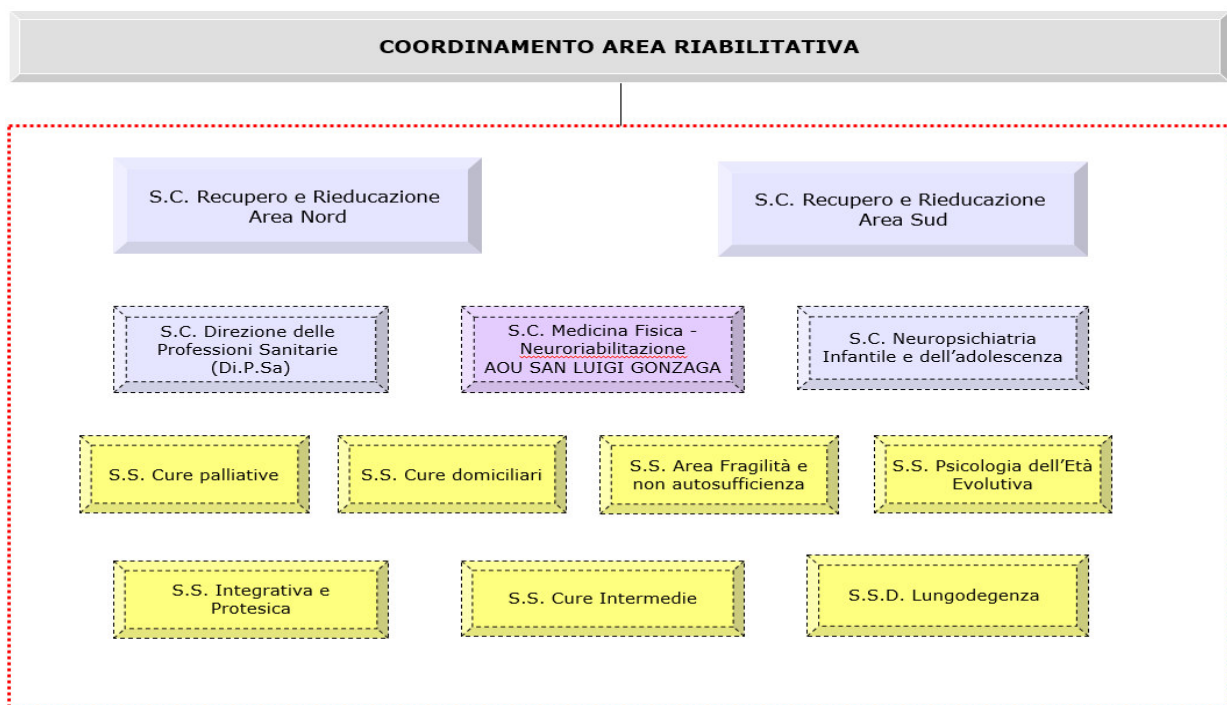 COORDINAMENTO AREA RIABILITATIVA
S.C. Recupero e Rieducazione
Area Nord
S.C. Recupero e Rieducazione
Area Sud
S.C. Direzione delle
Professioni Sanitarie
(Di.P.Sa)
S.C. Medicina Fisica -
Neuroriabilitazione
AOU SAN LUIGI GONZAGA
S.C. Neuropsichiatria
Infantile e dell’adolescenza
S.S. Cure palliative
S.S. Cure domiciliari
S.S. Area Fragilità e
non autosufficienza
S.S. Psicologia dell’Età
Evolutiva
S.S. Integrativa e
Protesica
S.S. Cure Intermedie
S.S.D. Lungodegenza